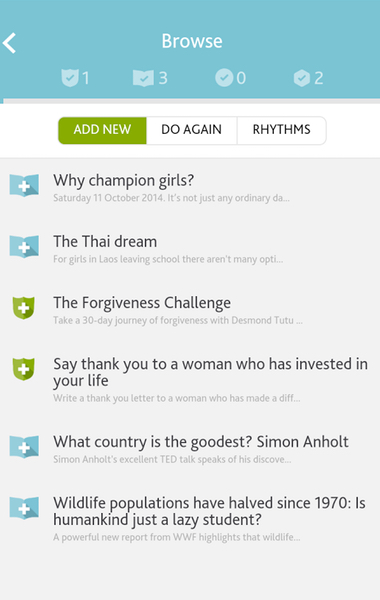 Browse
1 3 0 2
ADD NEW DO AGAIN RHYTHMS
Why champion girls?
Saturday 11 October 2014. It's not just any ordinary da...
The Thai dream
For girls in Laos leaving school there aren't many opti...
The Forgiveness Challenge
Take a 30-day journey of forgiveness with Desmond Tutu ...
Say thank you to a woman who has invested in
your life
Write a thank you letter to a woman who has made a diff...
What country is the goodest? Simon Anholt
Simon Anholt's excellent TED talk speaks of his discove...
Wildlife populations have halved since 1970: Is
humankind just a lazy student?
A powerful new report from WWF highlights that wildlife...